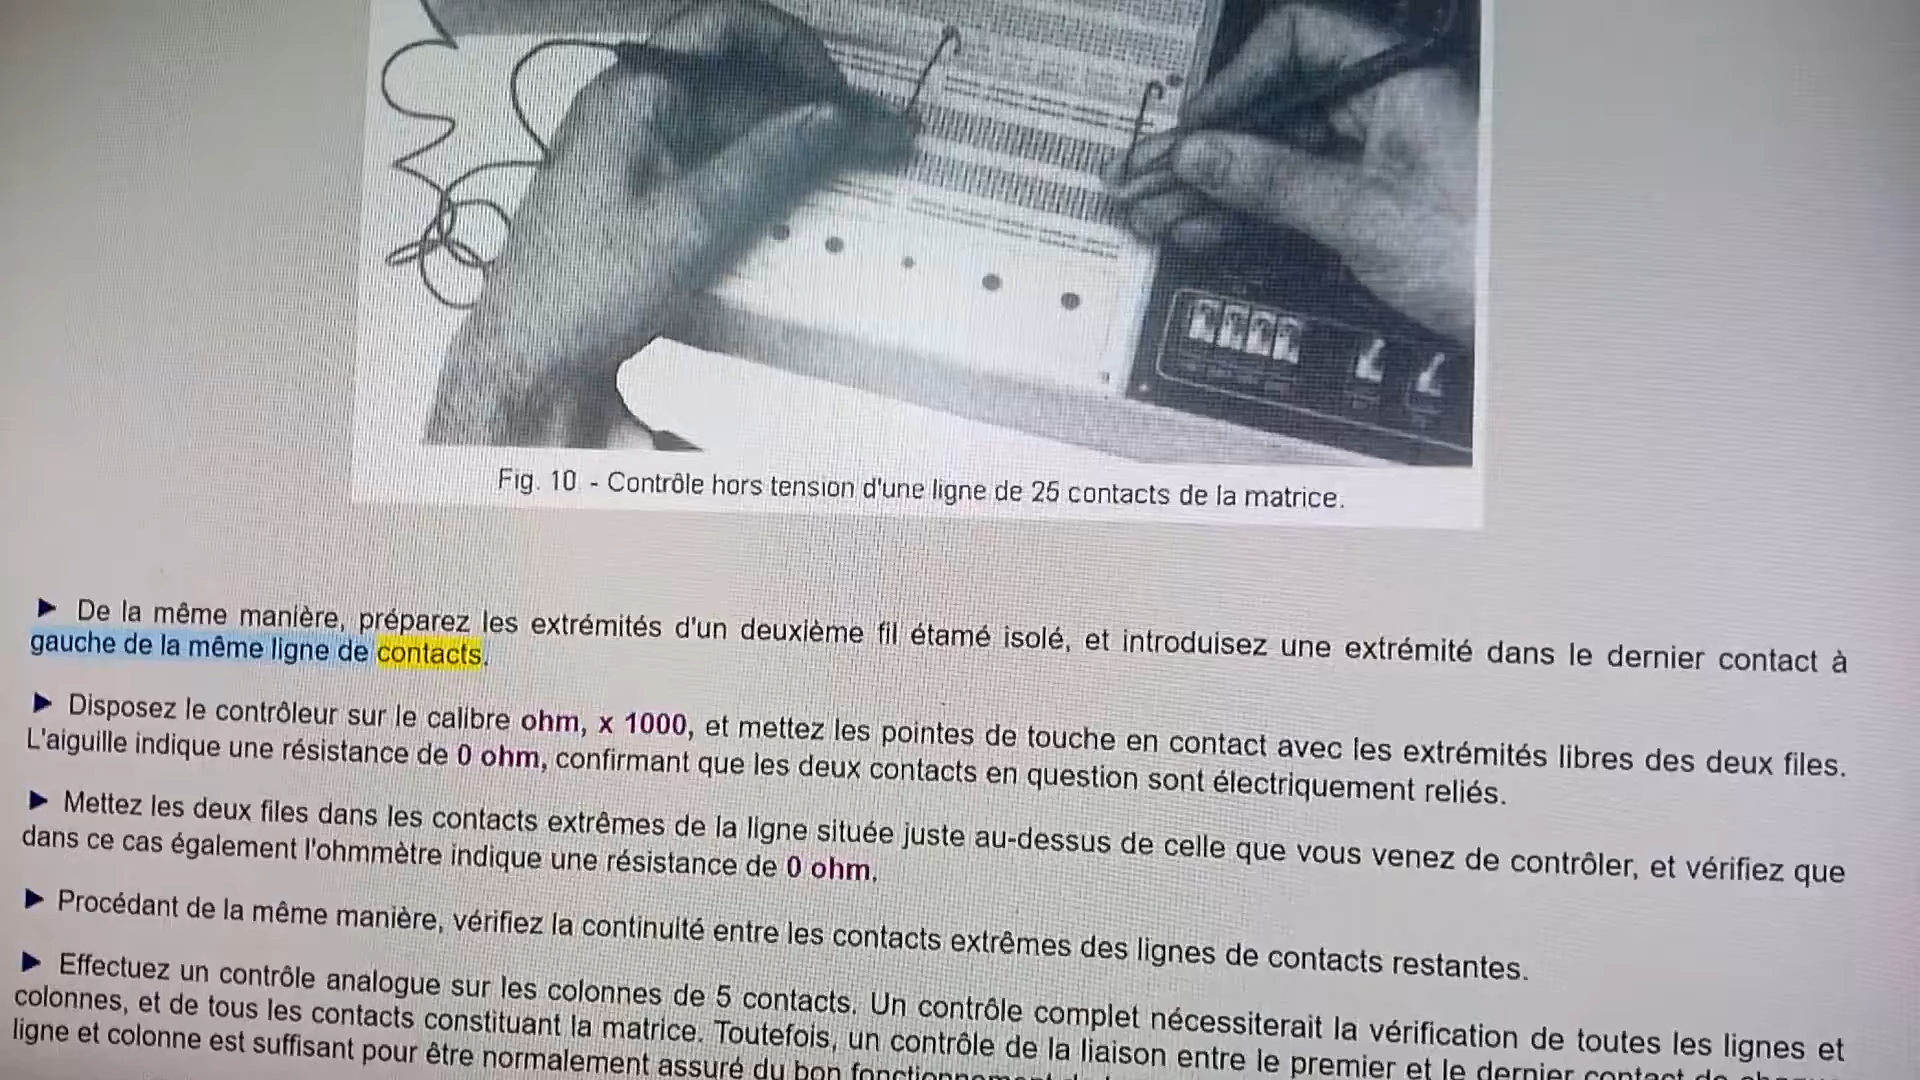 Fig. 10 - Contrôle hors tension d'une ligne de 25 contacts de la matrice.
► De la même manière, préparez les extrémités d'un deuxième fil étamé isolé, et introduisez une extrémité dans le dernier contact à
gauche de la même ligne de contacts.
► Disposez le contrôleur sur le calibre ohm, x 1000, et mettez les pointes de touche en contact avec les extrémités libres des deux files.
L'aiguille indique une résistance de 0 ohm, confirmant que les deux contacts en question sont électriquement reliés.
► Mettez les deux files dans les contacts extrêmes de la ligne située juste au-dessus de celle que vous venez de contrôler, et vérifiez que
dans ce cas également l'ohmmètre indique une résistance de 0 ohm.
► Procédant de la même manière, vérifiez la continuité entre les contacts extrêmes des lignes de contacts restantes.
► Effectuez un contrôle analogue sur les colonnes de 5 contacts. Un contrôle complet nécessiterait la vérification de toutes les lignes et
colonnes, et de tous les contacts constituant la matrice. Toutefois, un contrôle de la liaison entre le premier et le dernier contact de
ligne et colonne est suffisant pour être normalement assuré du bon